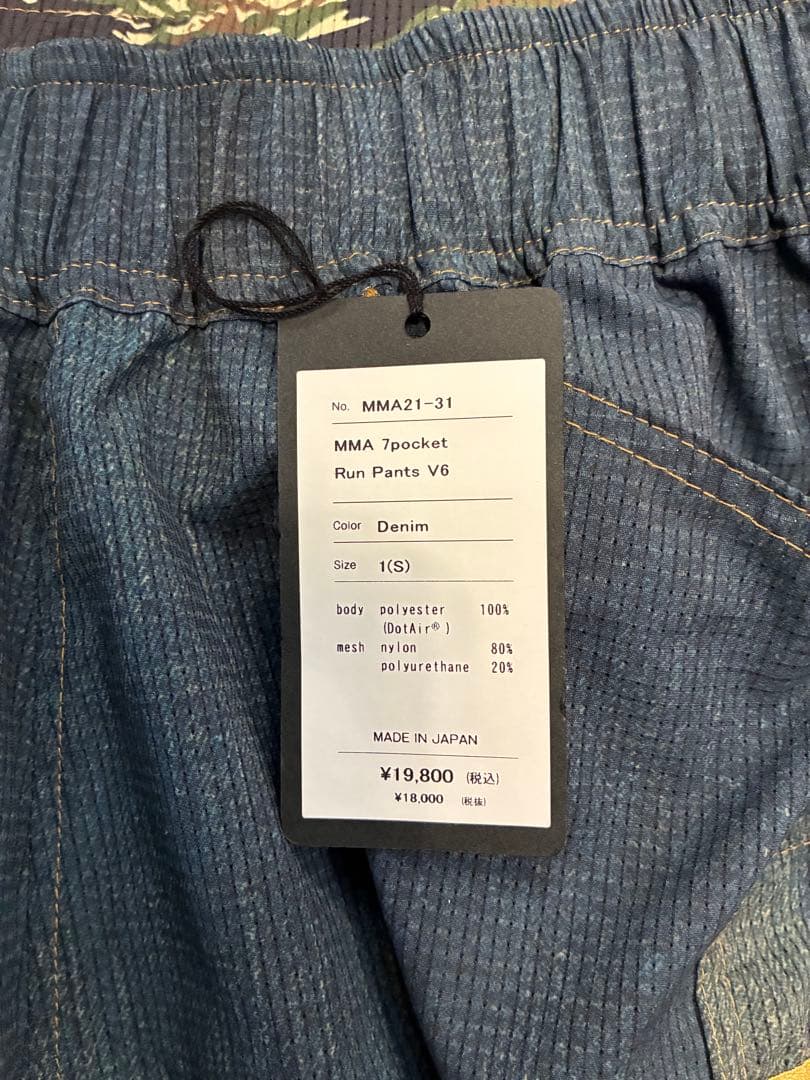 No. MMA21-31
MMA 7pocket
Run Pants V6
Color Denim
Size 1(S)
body polyester 100%
(DotAir®)
mesh nylon 80%
polyurethane 20%
MADE IN JAPAN
¥19,800 (税込)
¥18,000 (税抜)